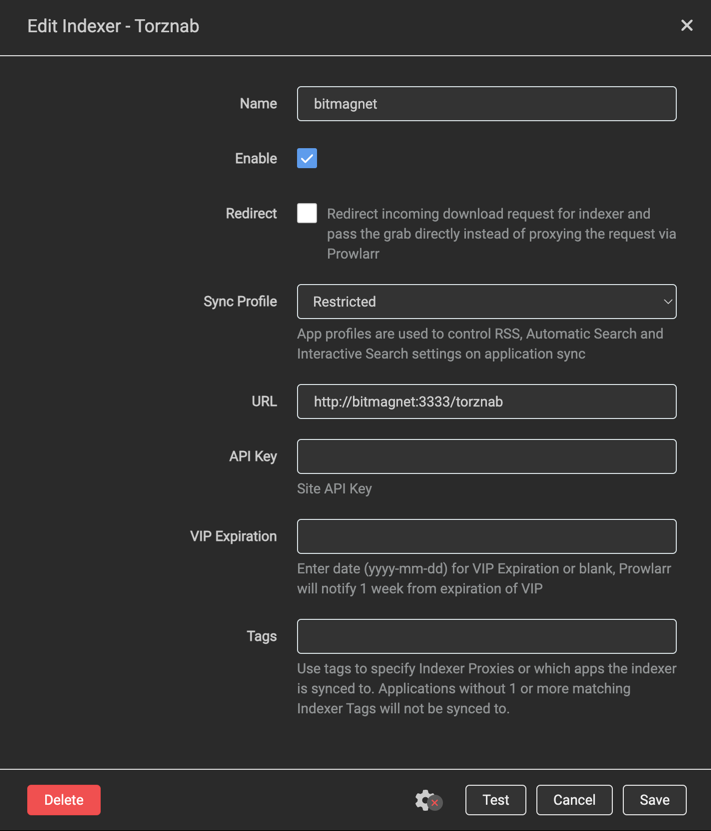 Edit Indexer - Torznab
Name
bitmagnet
Enable
Redirect
Redirect incoming download request for indexer and
pass the grab directly instead of proxying the request via
Prowlarr
Sync Profile
Restricted
App profiles are used to control RSS, Automatic Search and
Interactive Search settings on application sync
URL
http://bitmagnet:3333/torznab
API Key
Site API Key
VIP Expiration
Enter date (yyyy-mm-dd) for VIP Expiration or blank, Prowlarr
will notify 1 week from expiration of VIP
Tags
Use tags to specify Indexer Proxies or which apps the indexer
is synced to. Applications without 1 or more matching
Indexer Tags will not be synced to.
Delete
Test
Cancel
Save